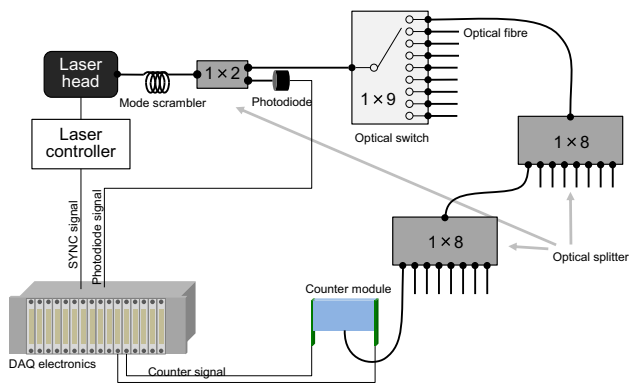 Laser
head
Mode scrambler
1×2
Photodiode
1×9
Optical switch
Optical fibre
Laser
controller
1×8
SYNC signal
Photodiode signal
1×8
Optical splitter
Counter module
DAQ electronics
Counter signal